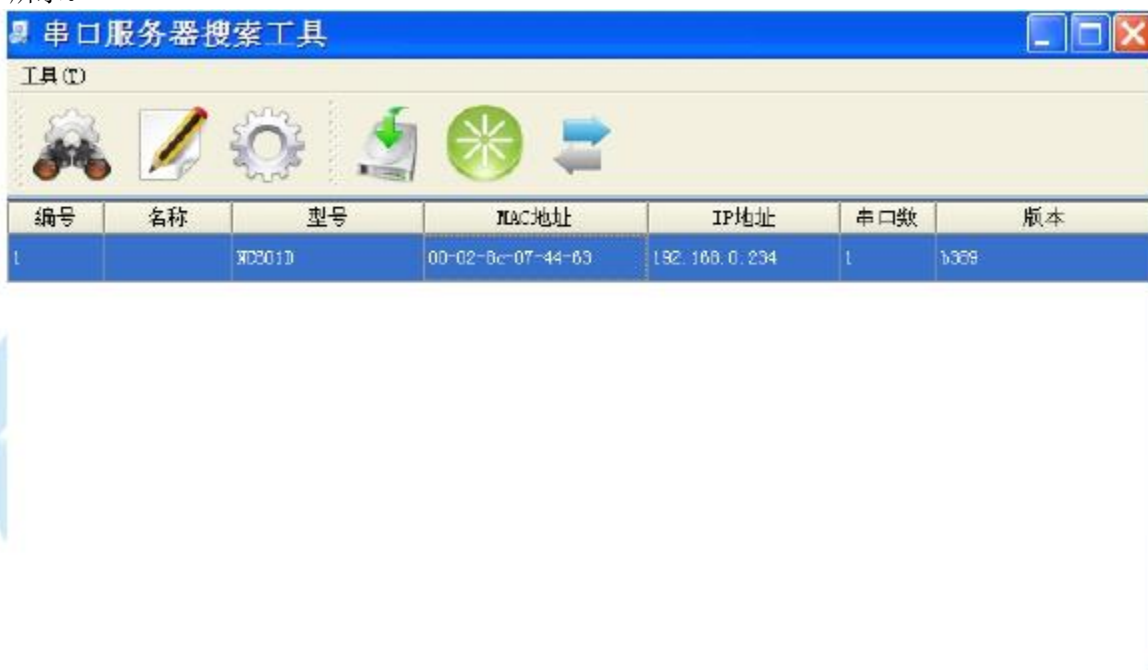 串口服务器搜索工具
工具(T)
编号 名称 型号 MAC地址 IP地址 串口数 版本
1 00-02-8c-07-44-63 192.168.0.234 1 b389